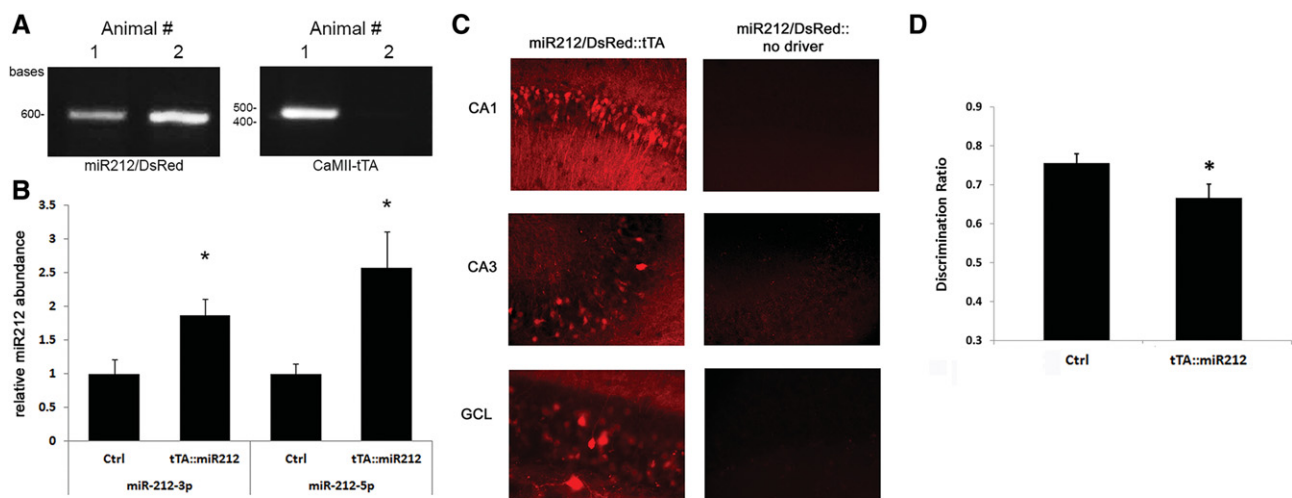 A
Animal #
Animal #
1
2
1
2
bases
600-
500-
400-
miR212/DsRed
CaMII-tTA
B
relative miR212 abundance
3.5
3
2.5
2
1.5
1
0.5
0
*
*
Ctrl
tTA::miR212
Ctrl
tTA::miR212
miR-212-3p
miR-212-5p
C
miR212/DsRed::tTA
miR212/DsRed::
no driver
CA1
CA3
GCL
D
Discrimination Ratio
0.9
0.8
0.7
0.6
0.5
0.4
0.3
*
Ctrl
tTA::miR212